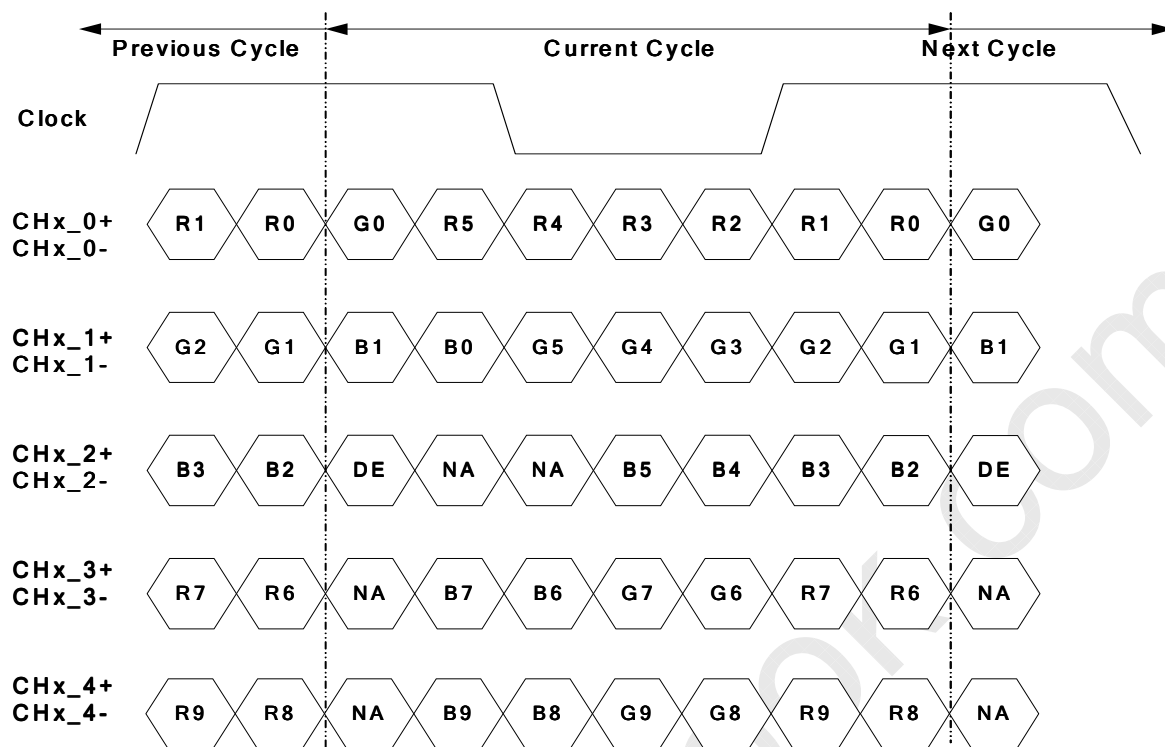 Previous Cycle Current Cycle Next Cycle
Clock
CHx_0+
CHx_0-
R1 R0 G0 R5 R4 R3 R2 R1 R0 G0
CHx_1+
CHx_1-
G2 G1 B1 B0 G5 G4 G3 G2 G1 B1
CHx_2+
CHx_2-
B3 B2 DE NA NA B5 B4 B3 B2 DE
CHx_3+
CHx_3-
R7 R6 NA B7 B6 G7 G6 R7 R6 NA
CHx_4+
CHx_4-
R9 R8 NA B9 B8 G9 G8 R9 R8 NA